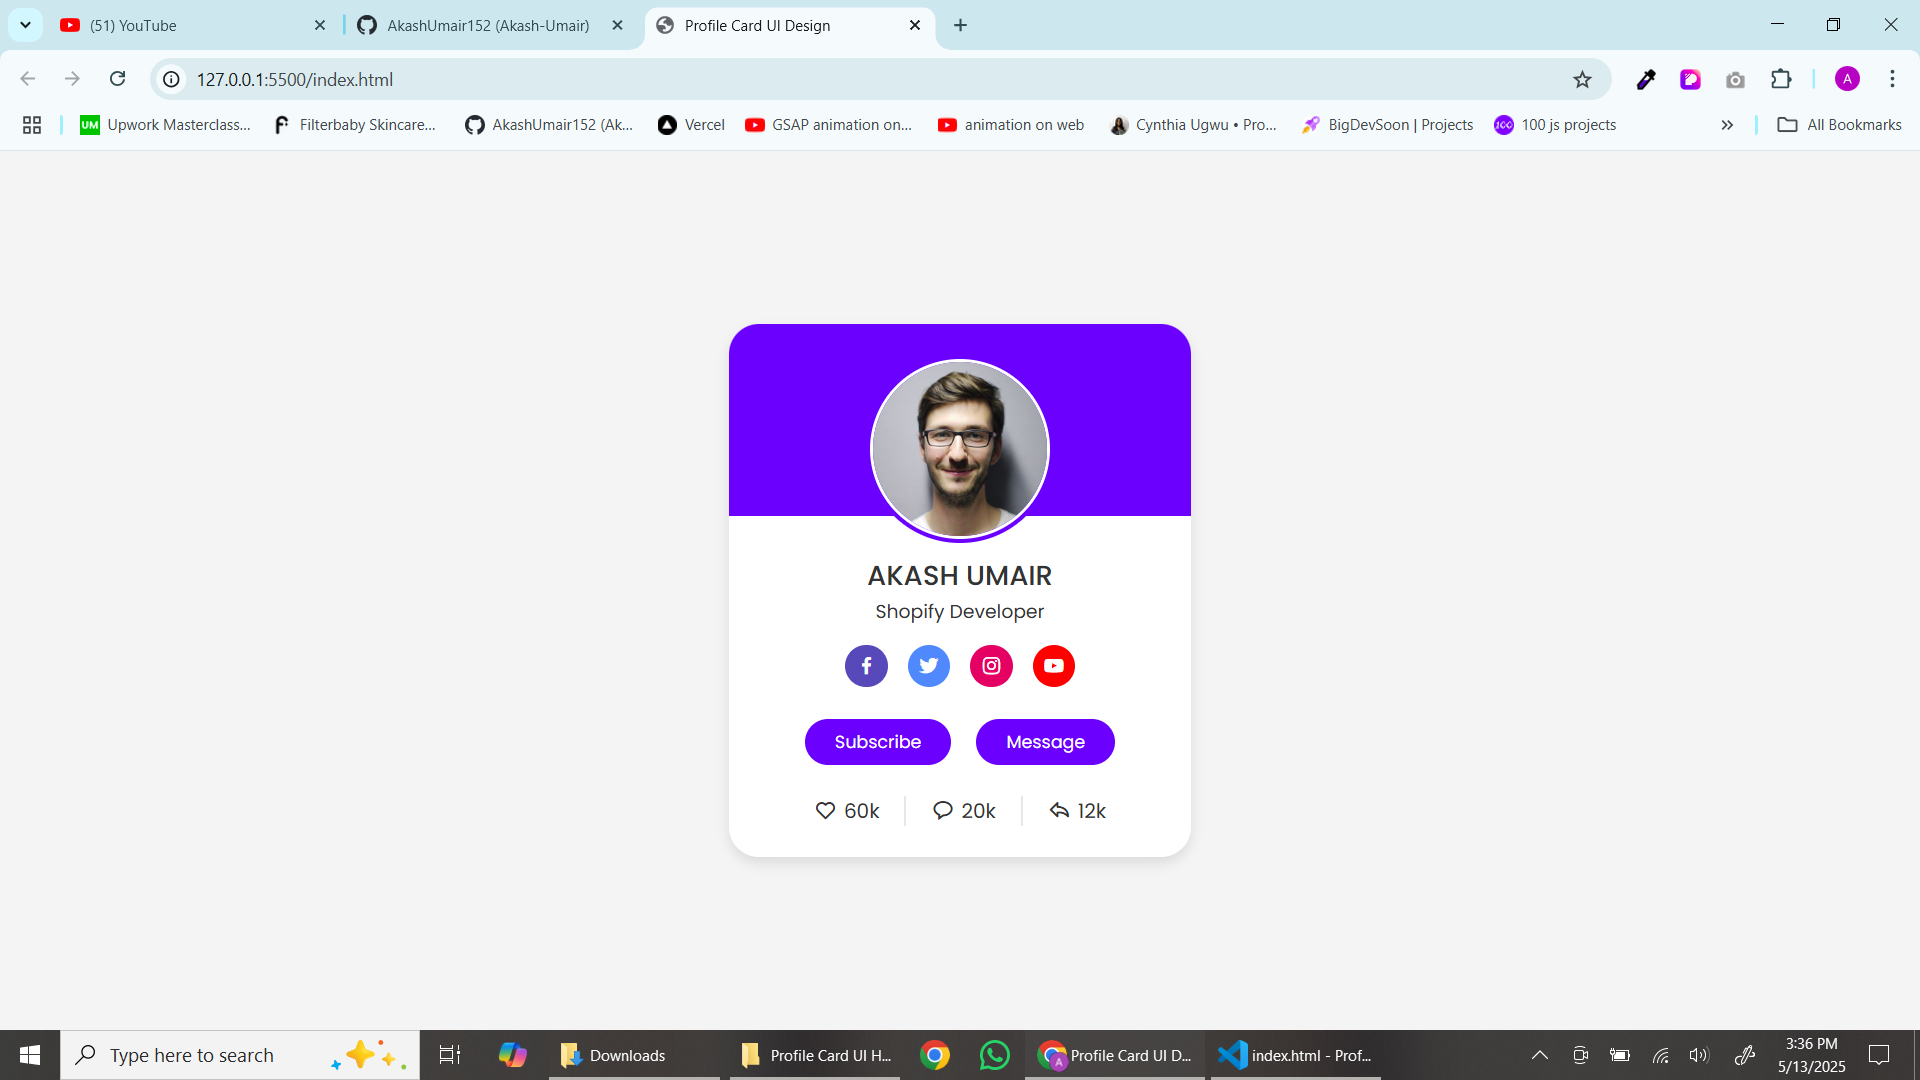 (51) YouTube
AkashUmair152 (Akash-Umair)
Profile Card UI Design
127.0.0.1:5500/index.html
A
UM Upwork Masterclass...
Filterbaby Skincare...
AkashUmair152 (Ak...
Vercel
GSAP animation on...
animation on web
Cynthia Ugwu • Pro...
BigDevSoon | Projects
100 100 js projects
All Bookmarks
AKASH UMAIR
Shopify Developer
Subscribe
Message
60k
20k
12k
Type here to search
Downloads
Profile Card UI H...
A
Profile Card UI D...
index.html - Prof...
3:36 PM
5/13/2025